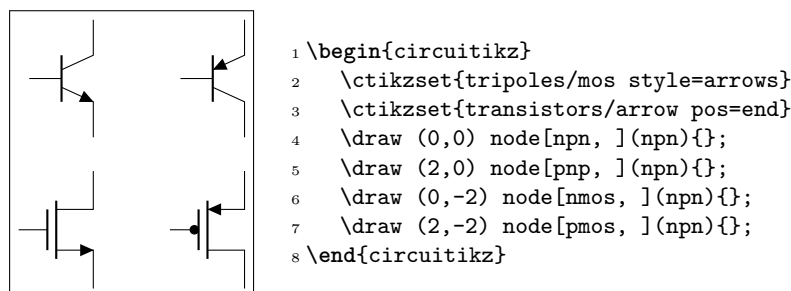 1 \begin{circuitikz}
2 \ctikzset{tripoles/mos style=arrows}
3 \ctikzset{transistors/arrow pos=end}
4 \draw (0,0) node[npn, ](npn){};
5 \draw (2,0) node[pnp, ](npn){};
6 \draw (0,-2) node[nmos, ](npn){};
7 \draw (2,-2) node[pmos, ](npn){};
8 \end{circuitikz}